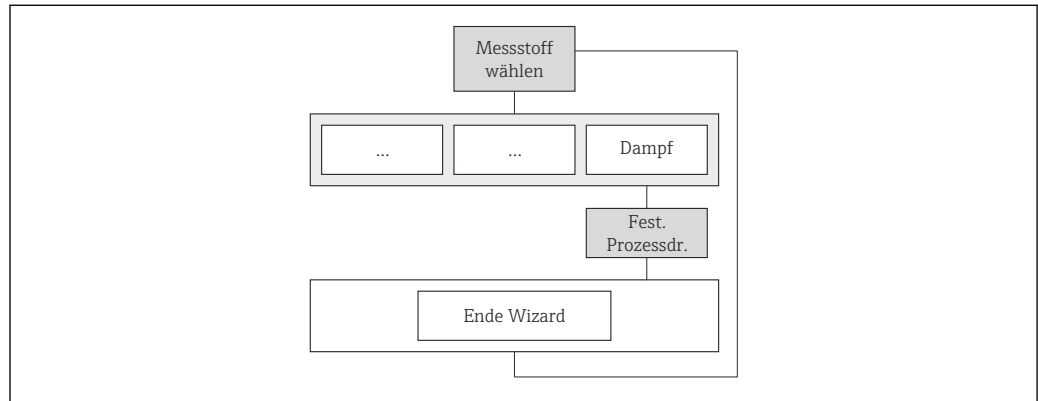 Messstoff
wählen
...
...
Dampf
Fest.
Prozessdr.
Ende Wizard